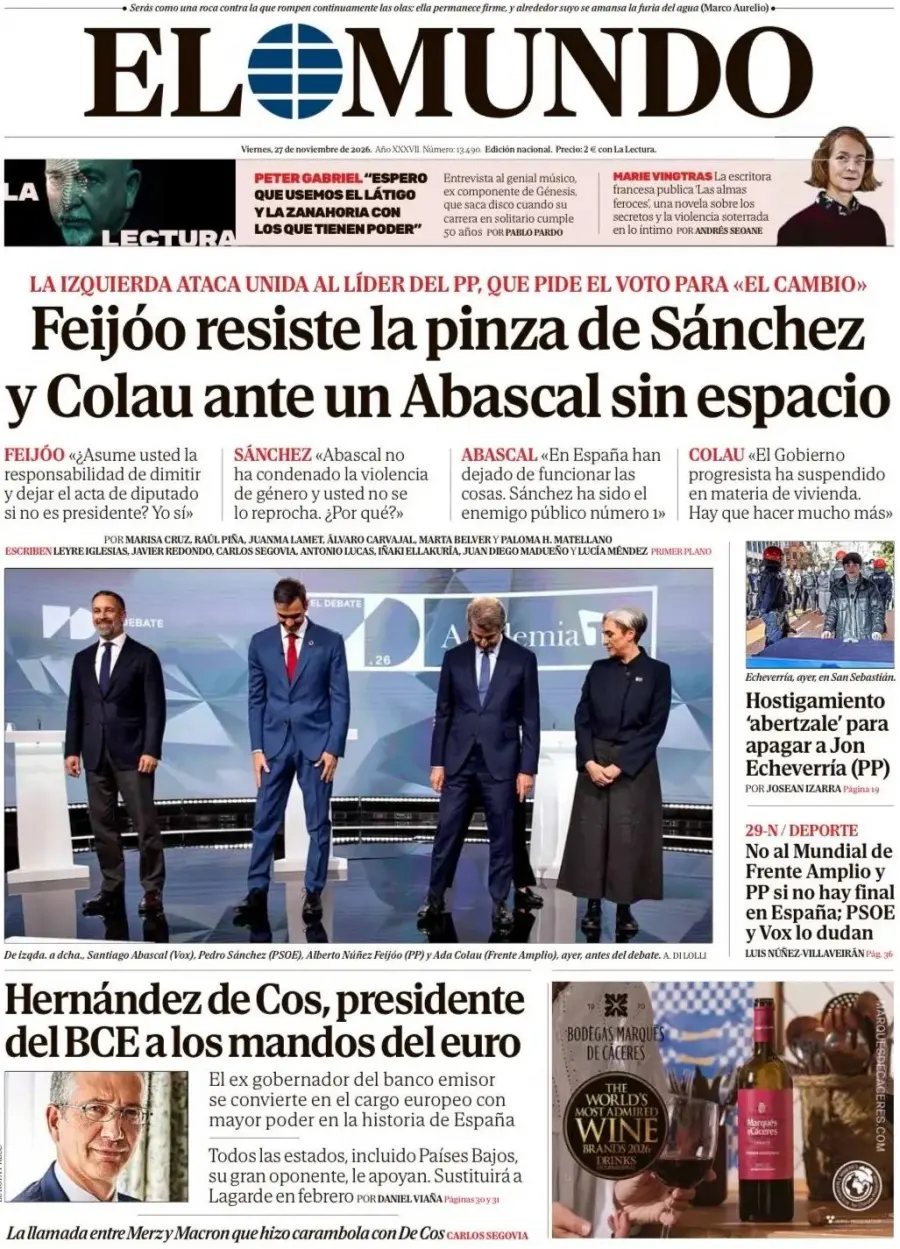 • Serás como una roca contra la que rompen continuamente las olas; ella permanece firme, y alrededor suyo se amansa la furia del agua (Marco Aurelio) •
EL MUNDO
Viernes, 27 de noviembre de 2026. Año XXXVII. Número: 13.490. Edición nacional. Precio: 2 € con La Lectura.
LA
LECTURA
PETER GABRIEL “ESPERO
QUE USEMOS EL LÁTIGO
Y LA ZANAHORIA CON
LOS QUE TIENEN PODER”
Entrevista al genial músico,
ex componente de Génesis,
que saca disco cuando su
carrera en solitario cumple
50 años POR PABLO PARDO
MARIE VINGTRAS La escritora
francesa publica 'Las almas
feroces', una novela sobre los
secretos y la violencia soterrada
en lo íntimo POR ANDRÉS SEOANE
LA IZQUIERDA ATACA UNIDA AL LÍDER DEL PP, QUE PIDE EL VOTO PARA «EL CAMBIO»
Feijóo resiste la pinza de Sánchez
y Colau ante un Abascal sin espacio
FEIJÓO «¿Asume usted la
responsabilidad de dimitir
y dejar el acta de diputado
si no es presidente? Yo sí»
SÁNCHEZ «Abascal no
ha condenado la violencia
de género y usted no se
lo reprocha. ¿Por qué?»
ABASCAL «En España han
dejado de funcionar las
cosas. Sánchez ha sido el
enemigo público número 1»
COLAU «El Gobierno
progresista ha suspendido
en materia de vivienda.
Hay que hacer mucho más»
POR MARISA CRUZ, RAÚL PIÑA, JUANMA LAMET, ÁLVARO CARVAJAL, MARTA BELVER Y PALOMA H. MATELLANO
ESCRIBEN LEYRE IGLESIAS, JAVIER REDONDO, CARLOS SEGOVIA, ANTONIO LUCAS, IÑAKI ELLAKURÍA, JUAN DIEGO MADUEÑO Y LUCÍA MÉNDEZ PRIMER PLANO
DEBATE
EL DEBATE
.26
Academia
De izqda. a dcha., Santiago Abascal (Vox), Pedro Sánchez (PSOE), Alberto Núñez Feijóo (PP) y Ada Colau (Frente Amplio), ayer, antes del debate. A. DI LOLLI
Echeverría, ayer, en San Sebastián.
Hostigamiento
'abertzale' para
apagar a Jon
Echeverría (PP)
POR JOSEAN IZARRA Página 19
29-N / DEPORTE
No al Mundial de
Frente Amplio y
PP si no hay final
en España; PSOE
y Vox lo dudan
LUIS NÚÑEZ-VILLAVEIRÁN Pág. 36
Hernández de Cos, presidente
del BCE a los mandos del euro
El ex gobernador del banco emisor
se convierte en el cargo europeo con
mayor poder en la historia de España
Todos los estados, incluido Países Bajos,
su gran oponente, le apoyan. Sustituirá a
Lagarde en febrero POR DANIEL VIAÑA Páginas 30 y 31
La llamada entre Merz y Macron que hizo carambola con De Cos CARLOS SEGOVIA
19 70
BODEGAS MARQUÉS
DE CÁCERES
THE
WORLD'S
MOST ADMIRED
WINE
BRANDS 2026
DRINKS
Marqués
de Cáceres
MARQUESDECACERES.COM